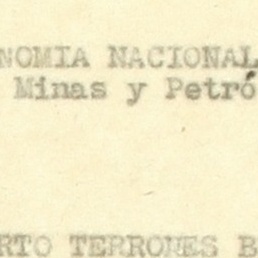 NOMIA NACIONAL
Minas y Petró
RTO TERRONES B